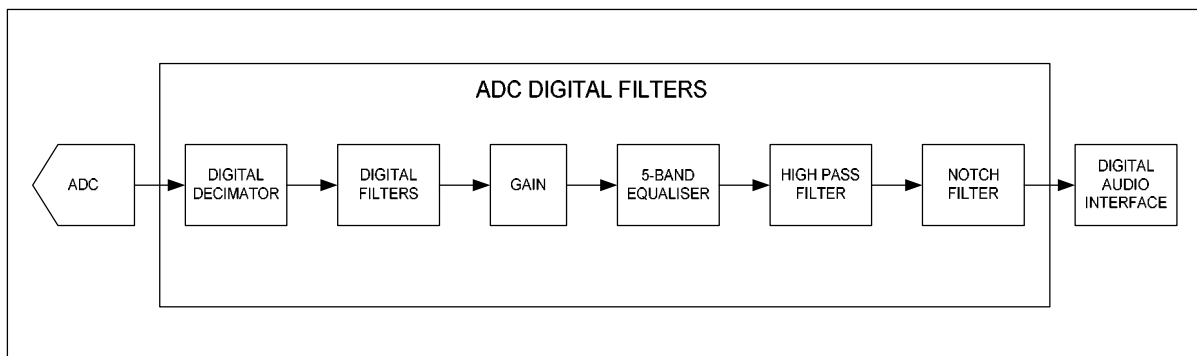 ADC DIGITAL FILTERS
ADC
DIGITAL
DECIMATOR
DIGITAL
FILTERS
GAIN
5-BAND
EQUALISER
HIGH PASS
FILTER
NOTCH
FILTER
DIGITAL
AUDIO
INTERFACE